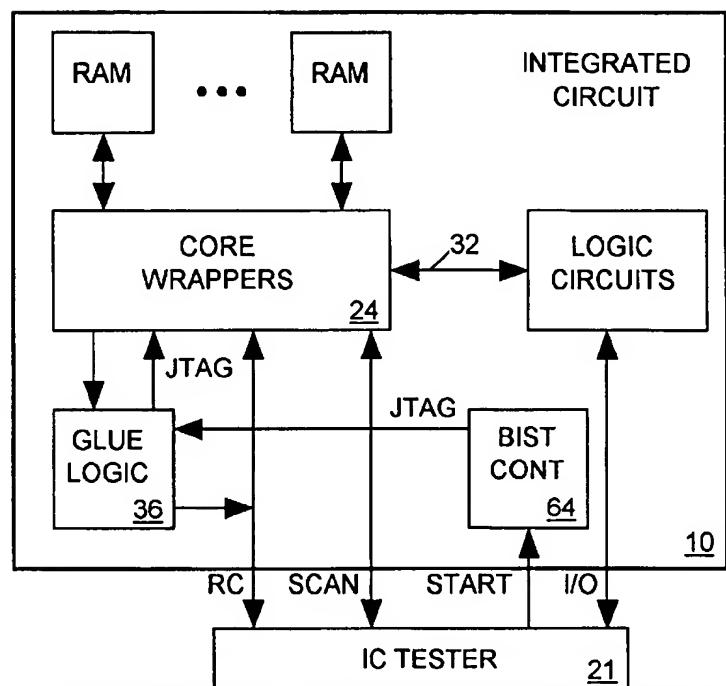 RAM
• • •
RAM
INTEGRATED
CIRCUIT
CORE
WRAPPERS
24
32
LOGIC
CIRCUITS
JTAG
JTAG
GLUE
LOGIC
36
BIST
CONT
64
10
RC
SCAN
START
I/O
IC TESTER
21